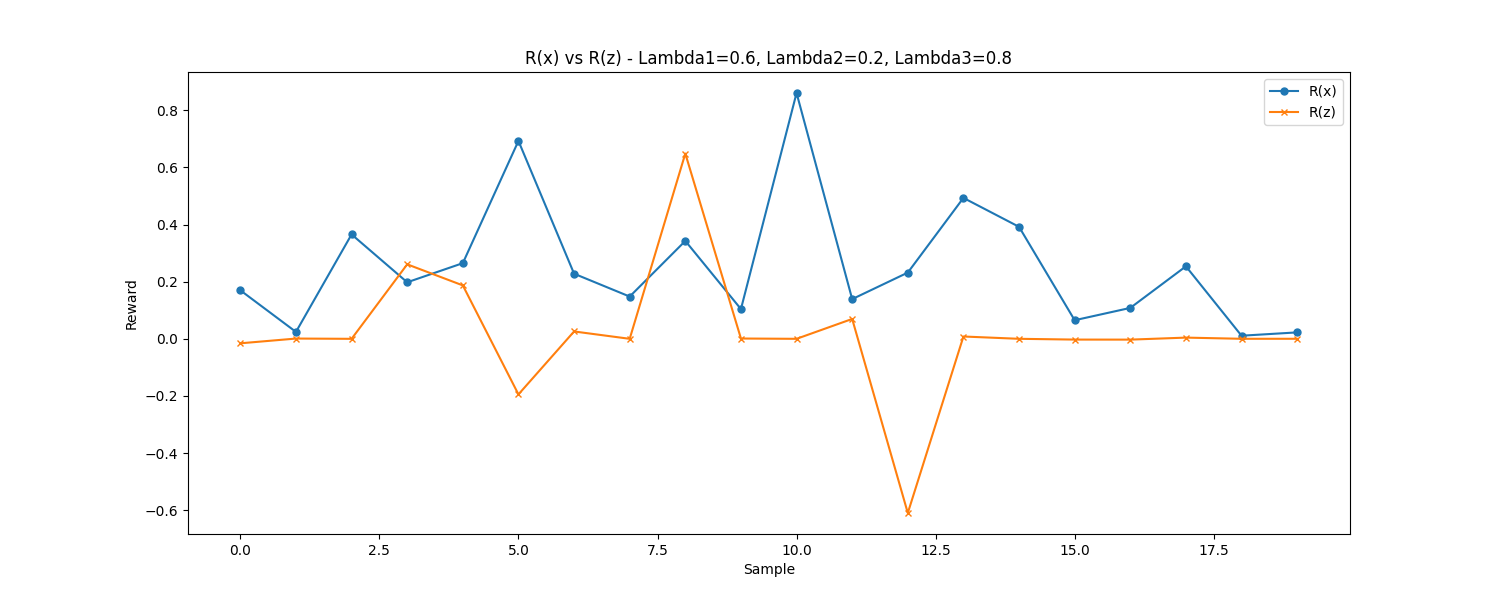 R(x) vs R(z) - Lambda1=0.6, Lambda2=0.2, Lambda3=0.8
R(x)
R(z)
Reward
0.8
0.6
0.4
0.2
0.0
−0.2
−0.4
−0.6
0.0 2.5 5.0 7.5 10.0 12.5 15.0 17.5
Sample